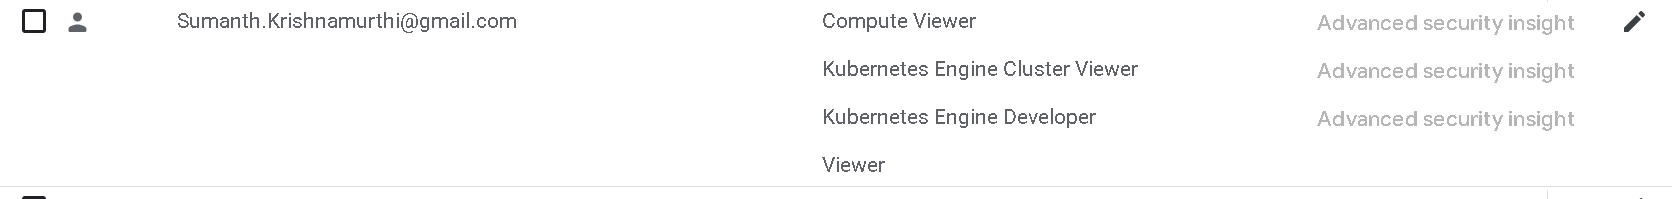 Sumanth.Krishnamurthi@gmail.com Compute Viewer Advanced security insight
Kubernetes Engine Cluster Viewer Advanced security insight
Kubernetes Engine Developer Advanced security insight
Viewer